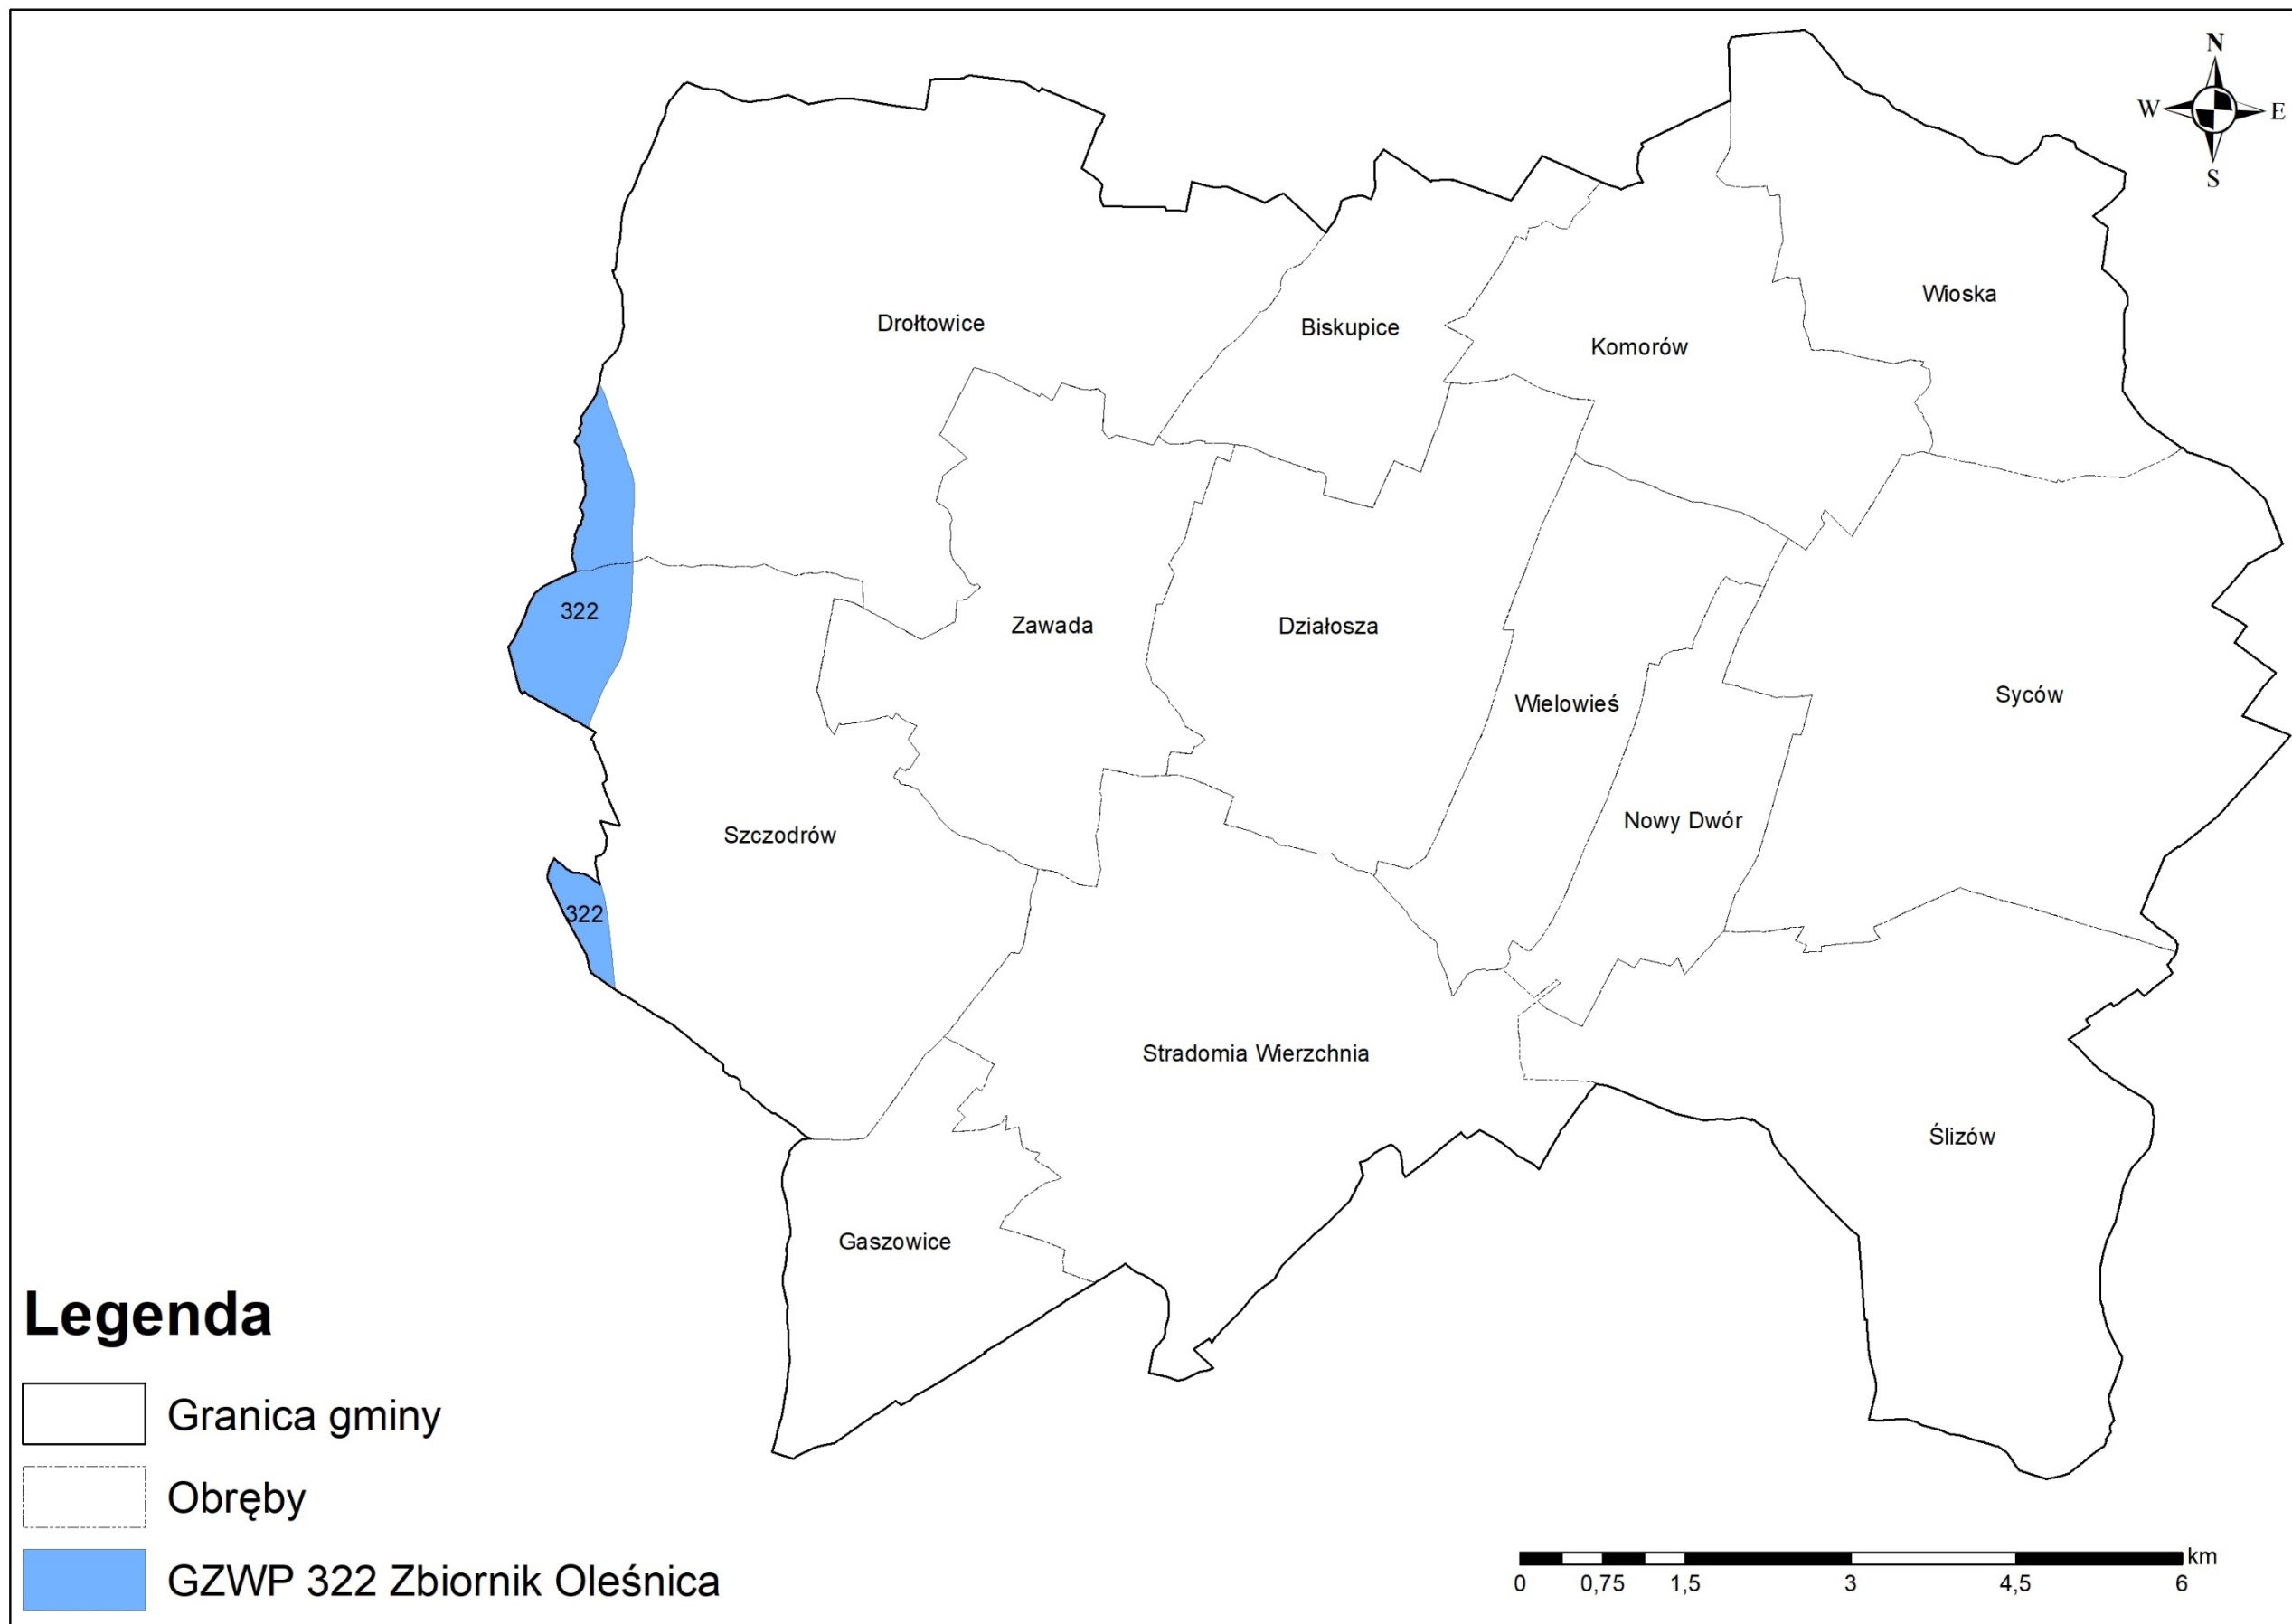 N
W E
S
Wioska
Drołtowice
Biskupice
Komorów
322
Zawada
Działosza
Wielowieś
Syców
Nowy Dwór
Szczodrów
322
Stradomia Wierzchnia
Ślizów
Gaszowice
Legenda
Granica gminy
Obręby
GZWP 322 Zbiornik Oleśnica
km
0 0,75 1,5 3 4,5 6